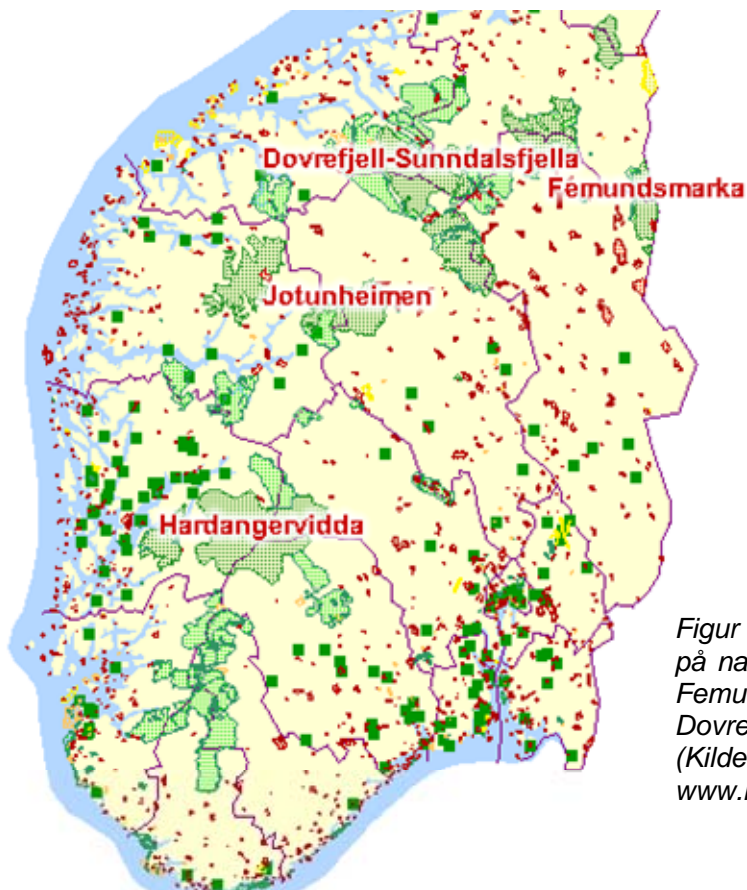 Dovrefjell-Sunndalsfjella
Femundsmarka
Jotunheimen
Hardangervidda
Figur
på na
Femu
Dovre
(Kilde
www.